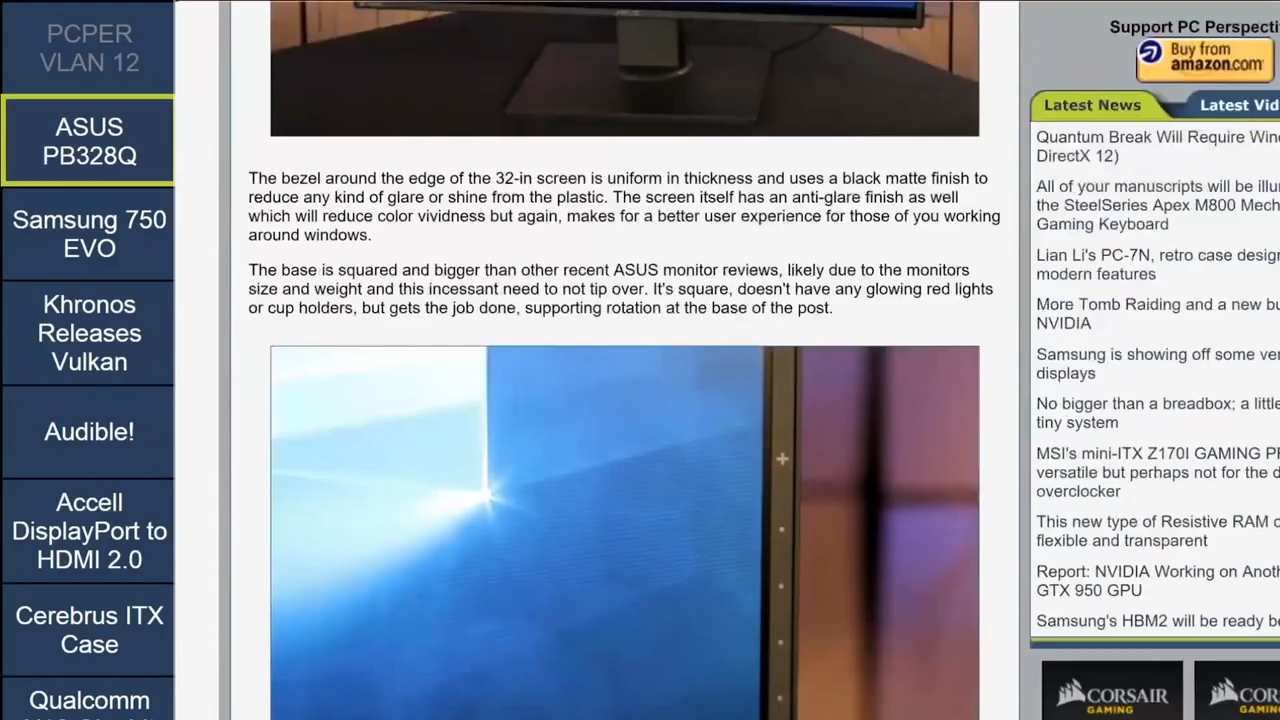 PCPER
VLAN 12
ASUS
PB328Q
Samsung 750
EVO
Khronos
Releases
Vulkan
Audible!
Accell
DisplayPort to
HDMI 2.0
Cerebrus ITX
Case
Qualcomm
The bezel around the edge of the 32-in screen is uniform in thickness and uses a black matte finish to
reduce any kind of glare or shine from the plastic. The screen itself has an anti-glare finish as well
which will reduce color vividness but again, makes for a better user experience for those of you working
around windows.
The base is squared and bigger than other recent ASUS monitor reviews, likely due to the monitors
size and weight and this incessant need to not tip over. It's square, doesn't have any glowing red lights
or cup holders, but gets the job done, supporting rotation at the base of the post.
Support PC Perspecti
Buy from
amazon.com
Latest News
Latest Vid
Quantum Break Will Require Wind
DirectX 12)
All of your manuscripts will be illu
the SteelSeries Apex M800 Mech
Gaming Keyboard
Lian Li's PC-7N, retro case desig
modern features
More Tomb Raiding and a new bu
NVIDIA
Samsung is showing off some ve
displays
No bigger than a breadbox; a little
tiny system
MSI's mini-ITX Z170I GAMING P
versatile but perhaps not for the d
overclocker
This new type of Resistive RAM
flexible and transparent
Report: NVIDIA Working on Anoth
GTX 950 GPU
Samsung's HBM2 will be ready b
CORSAIR
GAMING
COR
GAMING